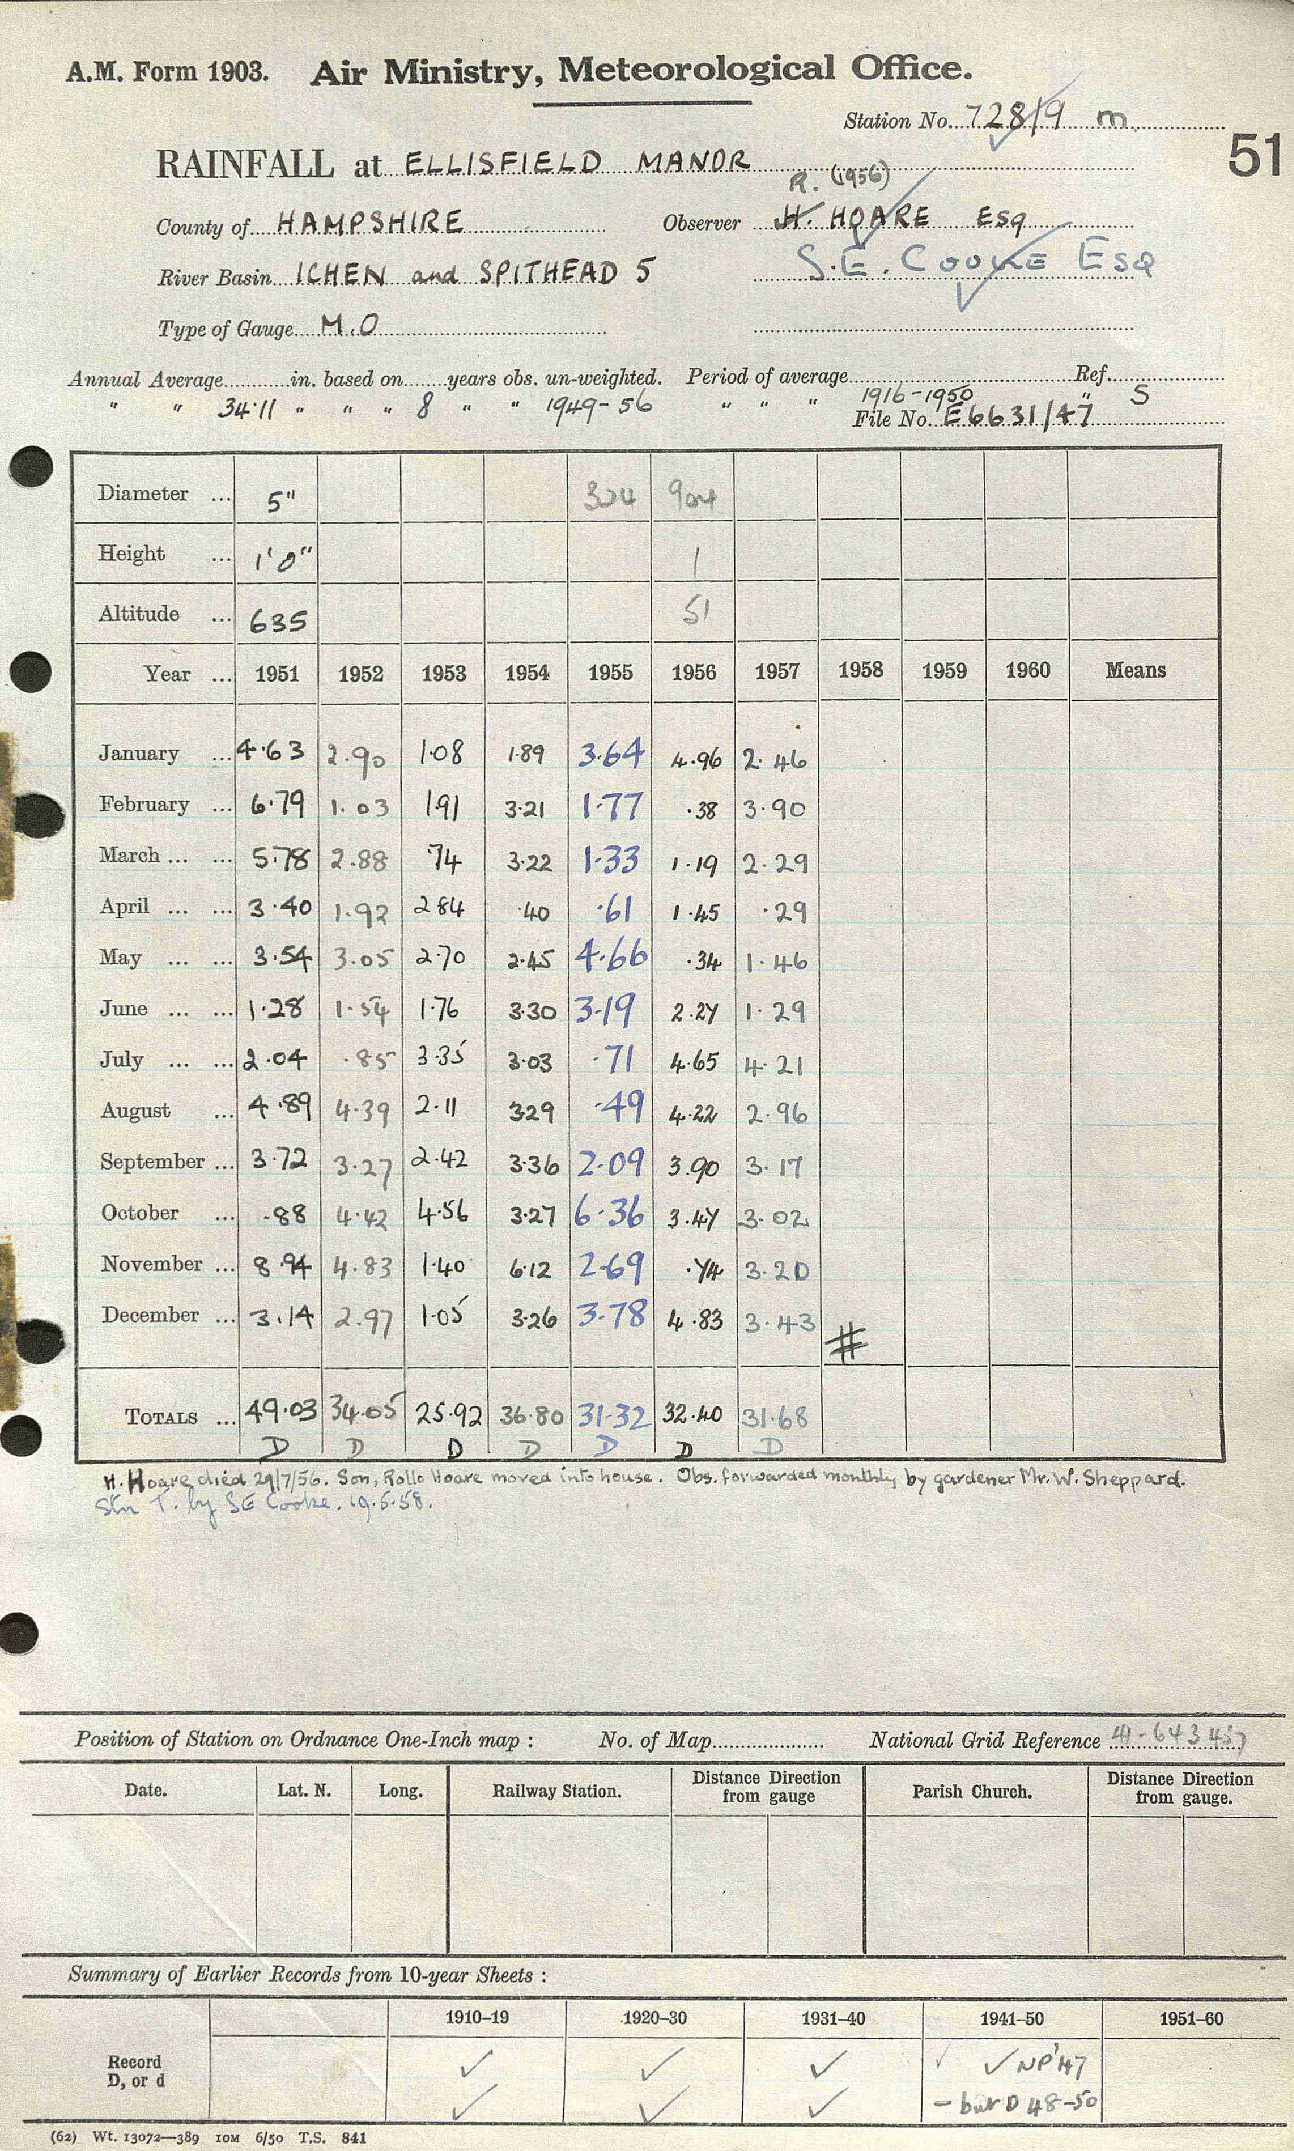 A.M. Form 1903. Air Ministry, Meteorological Office.
Station No. 728/9 m
51
RAINFALL at ELLISFIELD MANOR
R. (1956)
County of HAMPSHIRE Observer H. HOARE ESq
River Basin ICHEN and SPITHEAD 5 S.E. COOKE ESQ
Type of Gauge M.O
Annual Average in. based on years obs. un-weighted. Period of average Ref.
" " 34.11 " " " 8 " " 1949-56 " " " 1916-1950 " S
File No. E6631/47
Diameter ... 5" 324 904
Height ... 1'0" 1
Altitude ... 635 51
Year ... 1951 1952 1953 1954 1955 1956 1957 1958 1959 1960 Means
January ... 4.63 2.90 1.08 1.89 3.64 4.96 2.46
February ... 6.79 1.03 1.91 3.21 1.77 .38 3.90
March ... ... 5.78 2.88 .74 3.22 1.33 1.19 2.29
April ... ... 3.40 1.92 2.84 .40 .61 1.45 .29
May ... ... 3.54 3.05 2.70 2.45 4.66 .34 1.46
June ... ... 1.28 1.54 1.76 3.30 3.19 2.27 1.29
July ... ... 2.04 .85 3.35 3.03 .71 4.65 4.21
August ... 4.89 4.39 2.11 3.29 .49 4.22 2.96
September ... 3.72 3.27 2.42 3.36 2.09 3.90 3.17
October ... .88 4.42 4.56 3.27 6.36 3.47 3.02
November ... 8.94 4.83 1.40 6.12 2.69 .74 3.20
December ... 3.14 2.97 1.05 3.26 3.78 4.83 3.43 #
TOTALS ... 49.03 34.05 25.92 36.80 31.32 32.40 31.68
D D D D D D D
H. Hoare died 29/7/56. Son, Rollo Hoare moved into house. Obs. forwarded monthly by gardener Mr. W. Sheppard.
Stn T. by SE Cooke. 19.5.58.
Position of Station on Ordnance One-Inch map : No. of Map National Grid Reference 41-643457
Date. Lat. N. Long. Railway Station. Distance Direction from gauge Parish Church. Distance Direction from gauge.
Summary of Earlier Records from 10-year Sheets :
1910–19 1920–30 1931–40 1941–50 1951–60
Record ✓ ✓ ✓ ✓ NP'47
D, or d ✓ ✓ ✓ - but D 48-50
(62) Wt. 13072—389 10M 6/50 T.S. 841